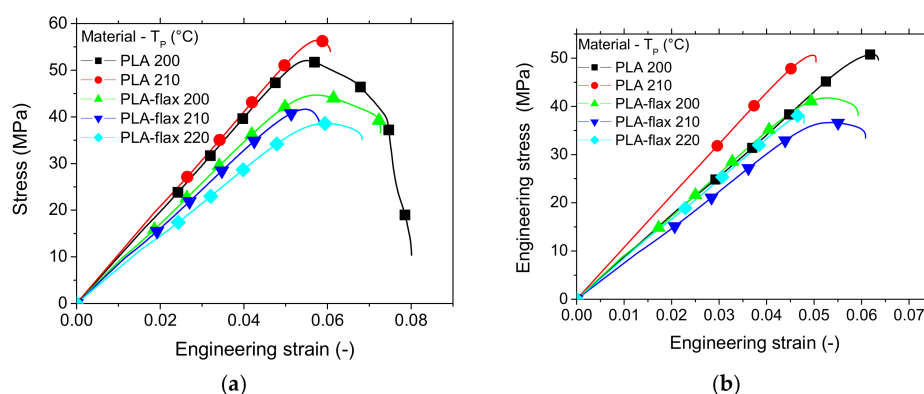 Material - T_P (°C)
PLA 200
PLA 210
PLA-flax 200
PLA-flax 210
PLA-flax 220
60
50
40
30
20
10
0
Stress (MPa)
0.00 0.02 0.04 0.06 0.08
Engineering strain (-)
(a)
Material - T_P (°C)
PLA 200
PLA 210
PLA-flax 200
PLA-flax 210
PLA-flax 220
50
40
30
20
10
0
Engineering stress (MPa)
0.00 0.01 0.02 0.03 0.04 0.05 0.06 0.07
Engineering strain (-)
(b)